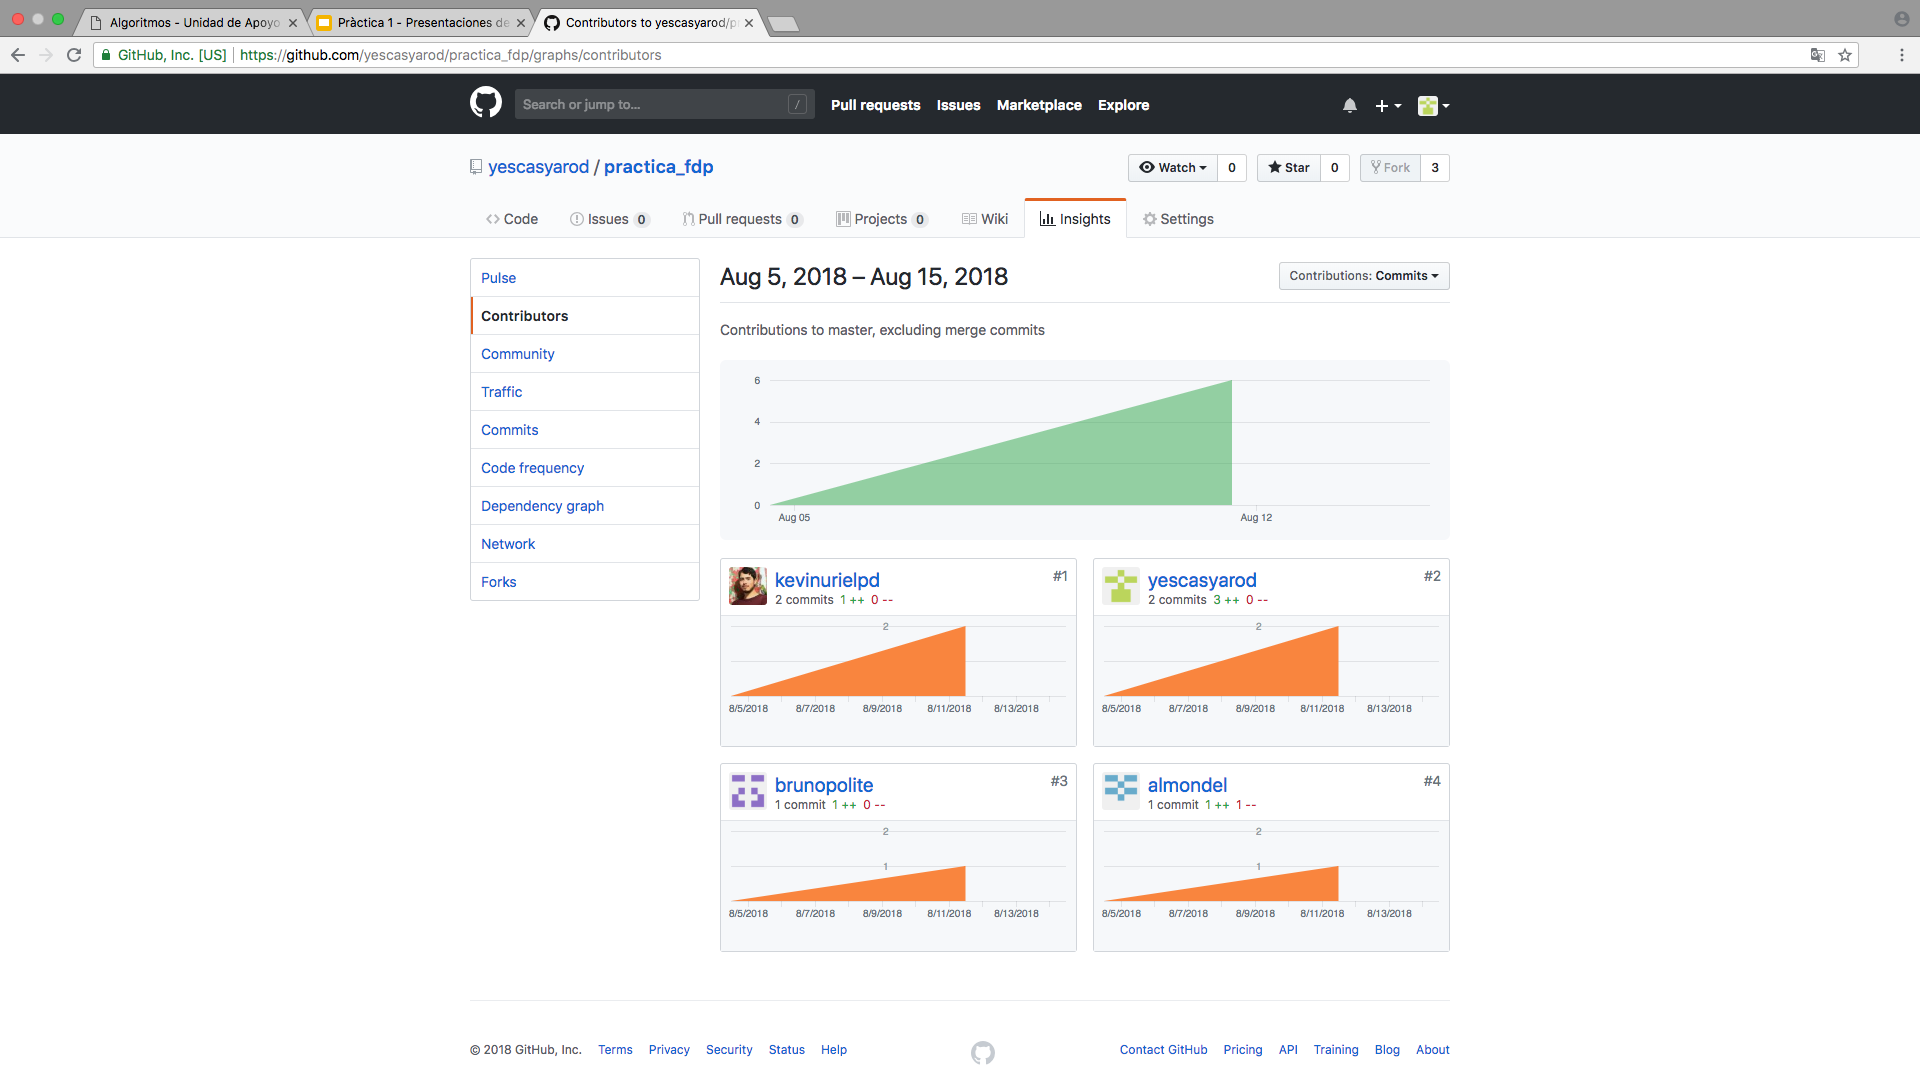 Algoritmos - Unidad de Apoyo
Pràctica 1 - Presentaciones de
Contributors to yescasyarod/pr
GitHub, Inc. [US] https://github.com/yescasyarod/practica_fdp/graphs/contributors
Search or jump to... / Pull requests Issues Marketplace Explore
yescasyarod / practica_fdp
Watch 0 Star 0 Fork 3
Code Issues 0 Pull requests 0 Projects 0 Wiki Insights Settings
Pulse
Contributors
Community
Traffic
Commits
Code frequency
Dependency graph
Network
Forks
Aug 5, 2018 – Aug 15, 2018
Contributions: Commits
Contributions to master, excluding merge commits
6
4
2
0
Aug 05 Aug 12
kevinurielpd #1
2 commits 1 ++ 0 --
2
8/5/2018 8/7/2018 8/9/2018 8/11/2018 8/13/2018
yescasyarod #2
2 commits 3 ++ 0 --
2
8/5/2018 8/7/2018 8/9/2018 8/11/2018 8/13/2018
brunopolite #3
1 commit 1 ++ 0 --
2
1
8/5/2018 8/7/2018 8/9/2018 8/11/2018 8/13/2018
almondel #4
1 commit 1 ++ 1 --
2
1
8/5/2018 8/7/2018 8/9/2018 8/11/2018 8/13/2018
© 2018 GitHub, Inc. Terms Privacy Security Status Help
Contact GitHub Pricing API Training Blog About